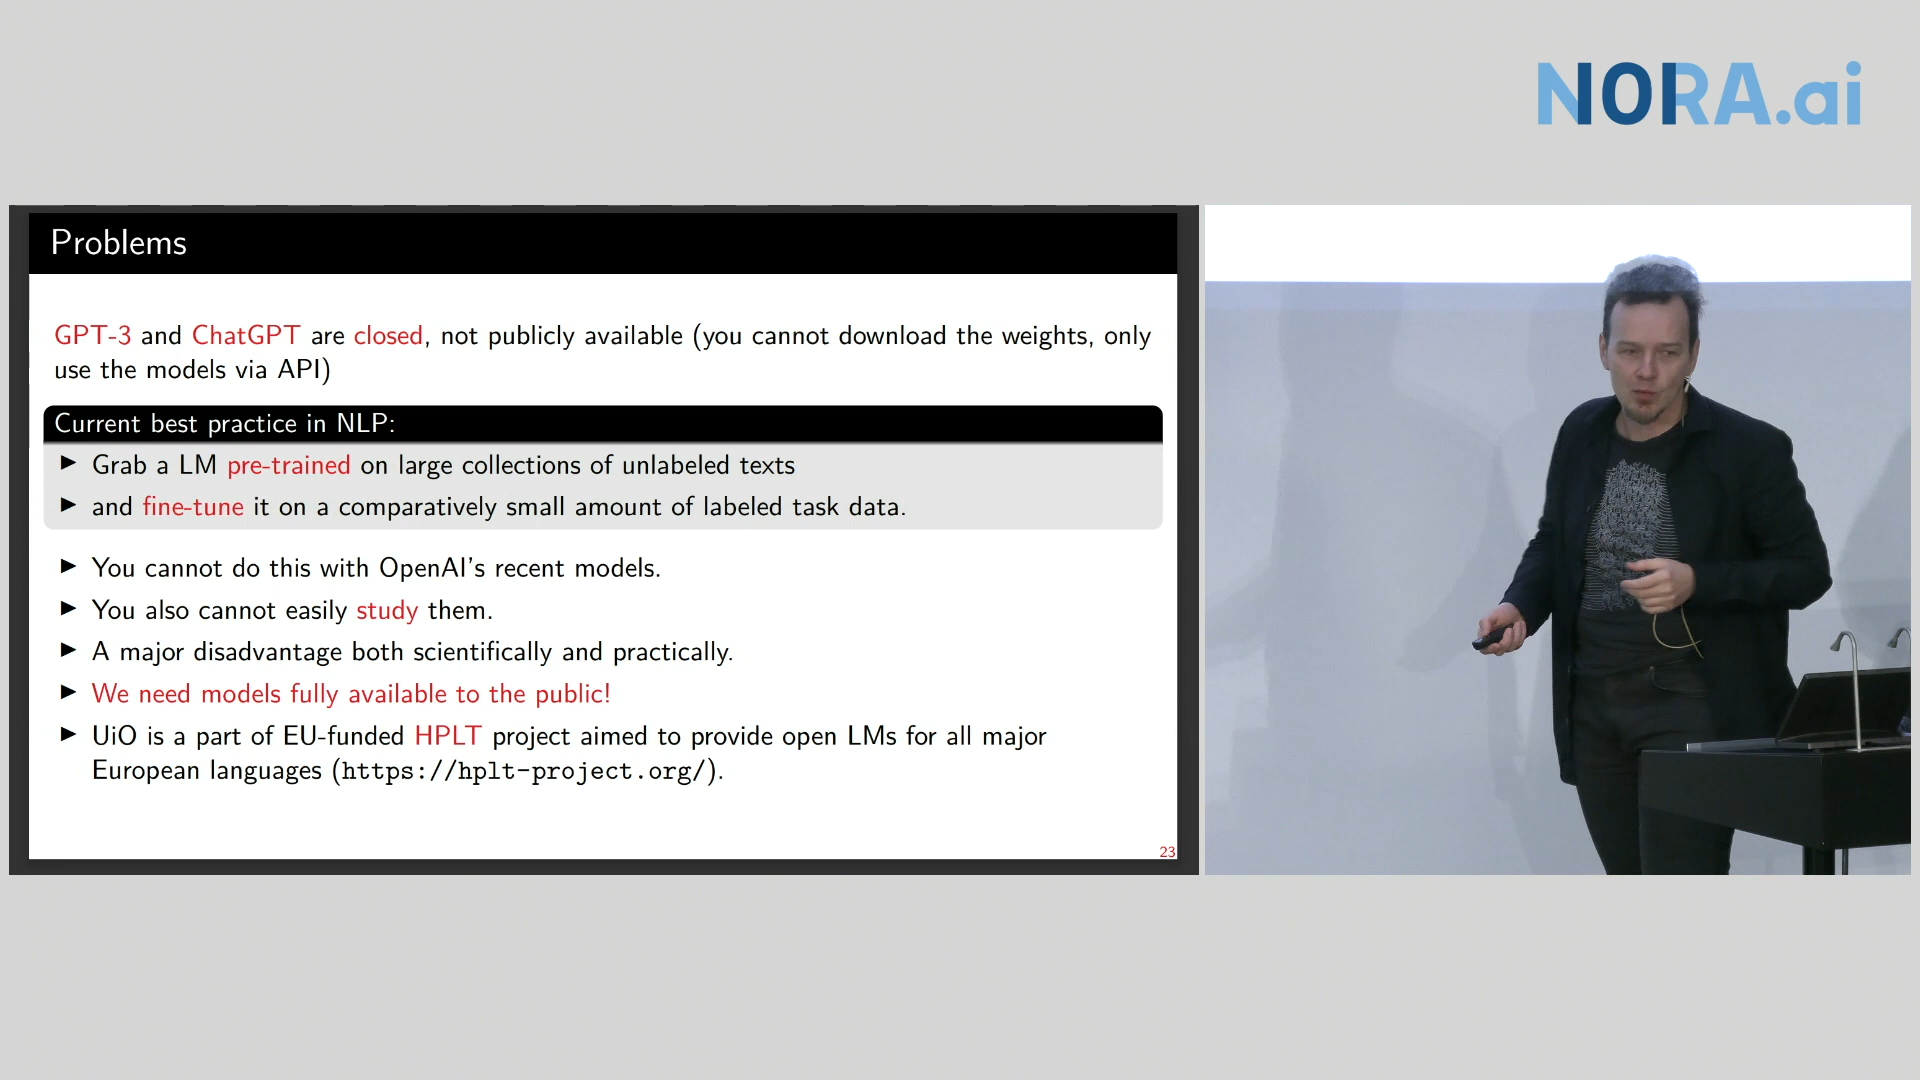 NORA.ai
Problems
GPT-3 and ChatGPT are closed, not publicly available (you cannot download the weights, only
use the models via API)
Current best practice in NLP:
▶ Grab a LM pre-trained on large collections of unlabeled texts
▶ and fine-tune it on a comparatively small amount of labeled task data.
▶ You cannot do this with OpenAI's recent models.
▶ You also cannot easily study them.
▶ A major disadvantage both scientifically and practically.
▶ We need models fully available to the public!
▶ UiO is a part of EU-funded HPLT project aimed to provide open LMs for all major
European languages (https://hplt-project.org/).
23